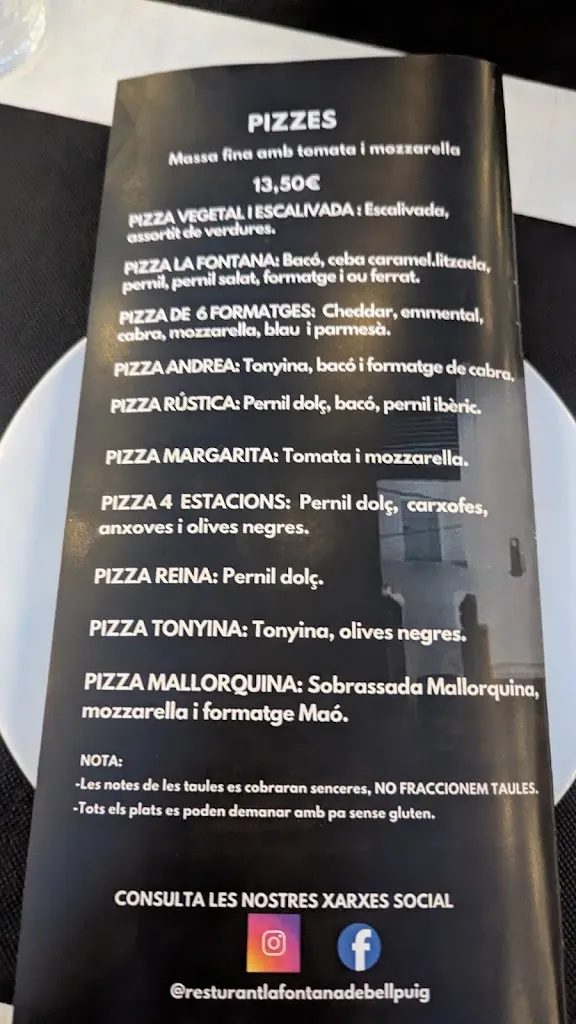 PIZZES
Massa fina amb tomata i mozzarella
13,50€
PIZZA VEGETAL I ESCALIVADA : Escalivada,
assortit de verdures.
PIZZA LA FONTANA: Bacó, ceba caramel.litzada,
pernil, pernil salat, formatge i ou ferrat.
PIZZA DE 6 FORMATGES: Cheddar, emmental,
cabra, mozzarella, blau i parmesà.
PIZZA ANDREA: Tonyina, bacó i formatge de cabra.
PIZZA RÛSTICA: Pernil dolç, bacó, pernil ibèric.
PIZZA MARGARITA: Tomata i mozzarella.
PIZZA 4 ESTACIONS: Pernil dolç, carxofes,
anxoves i olives negres.
PIZZA REINA: Pernil dolç.
PIZZA TONYINA: Tonyina, olives negres.
PIZZA MALLORQUINA: Sobrassada Mallorquina,
mozzarella i formatge Maó.
NOTA:
-Les notes de les taules es cobraran senceres, NO FRACCIONEM TAULES.
-Tots els plats es poden demanar amb pa sense gluten.
CONSULTA LES NOSTRES XARXES SOCIAL
@resturantlafontanadebellpuig